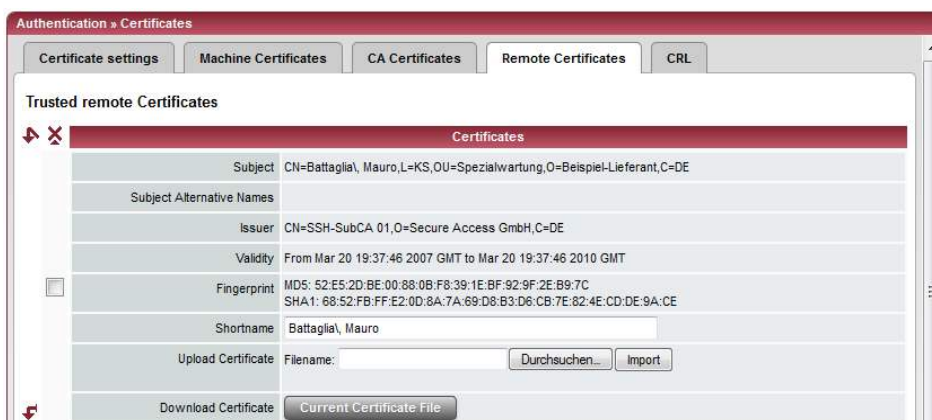 Authentication » Certificates
Certificate settings Machine Certificates CA Certificates Remote Certificates CRL
Trusted remote Certificates
Certificates
Subject CN=Battaglia\, Mauro,L=KS,OU=Spezialwartung,O=Beispiel-Lieferant,C=DE
Subject Alternative Names
Issuer CN=SSH-SubCA 01,O=Secure Access GmbH,C=DE
Validity From Mar 20 19:37:46 2007 GMT to Mar 20 19:37:46 2010 GMT
Fingerprint MD5: 52:E5:2D:BE:00:88:0B:F8:39:1E:BF:92:9F:2E:B9:7C
SHA1: 68:52:FB:FF:E2:0D:8A:7A:69:D8:B3:D6:CB:7E:82:4E:CD:DE:9A:CE
Shortname Battaglia\, Mauro
Upload Certificate Filename: Durchsuchen... Import
Download Certificate Current Certificate File